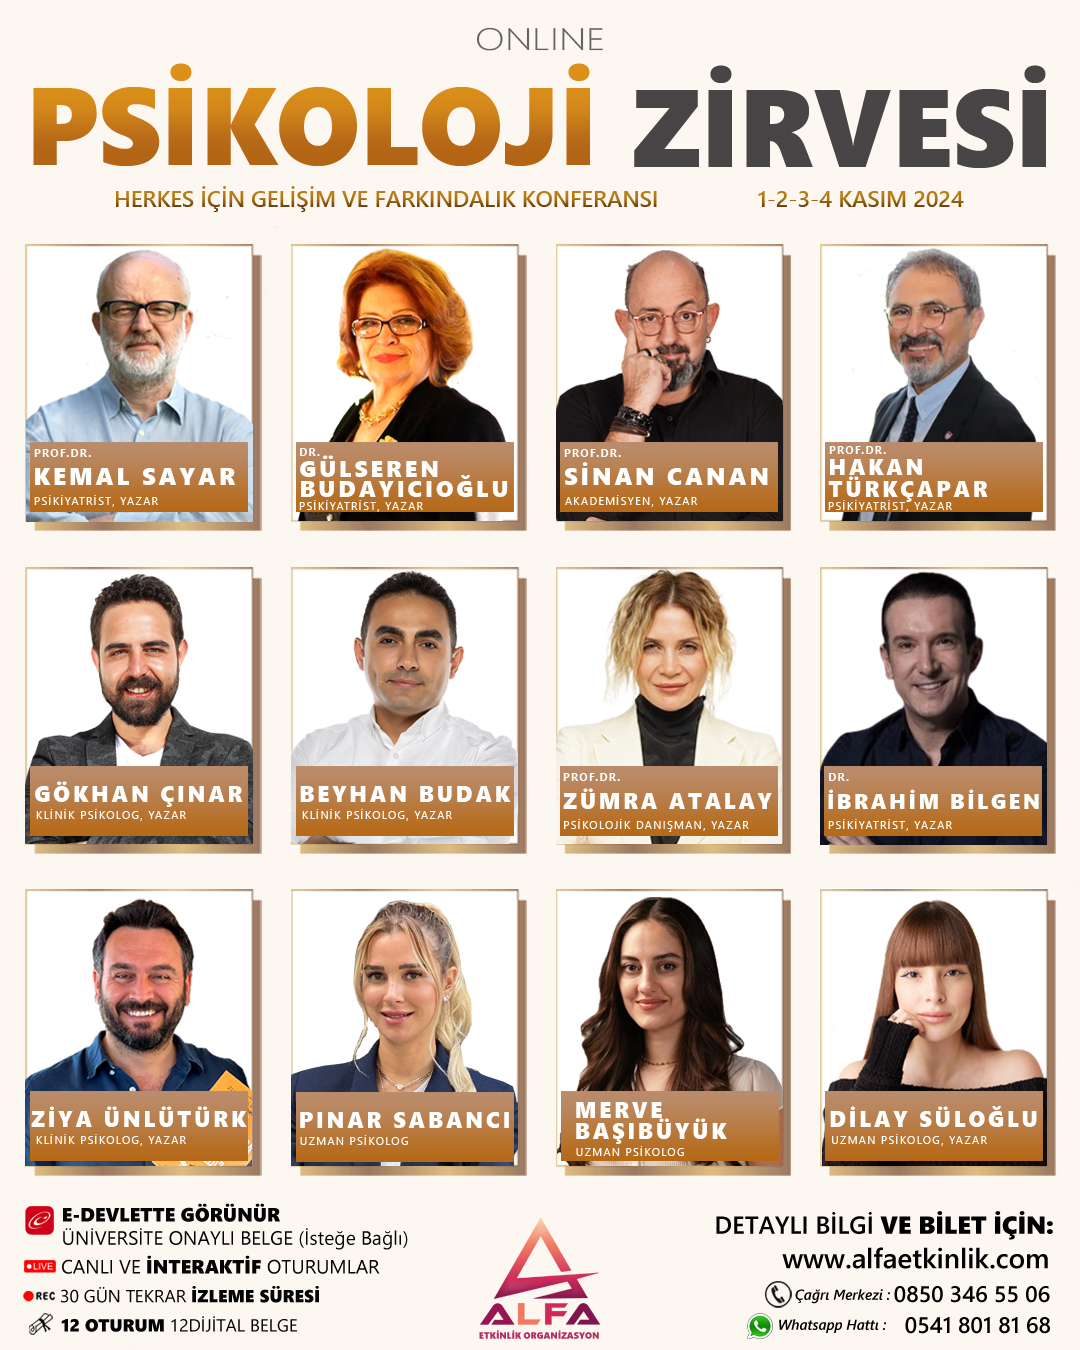 ONLINE
PSİKOLOJİ ZİRVESİ
HERKES İÇİN GELİŞİM VE FARKINDALIK KONFERANSI
1-2-3-4 KASIM 2024
PROF.DR.
KEMAL SAYAR
PSİKİYATRİST, YAZAR
DR.
GÜLSEREN
BUDAYICIOĞLU
PSİKİYATRİST, YAZAR
PROF.DR.
SİNAN CANAN
AKADEMİSYEN, YAZAR
PROF.DR.
HAKAN
TÜRKÇAPAR
PSİKİYATRİST, YAZAR
GÖKHAN ÇINAR
KLİNİK PSİKOLOG, YAZAR
BEYHAN BUDAK
KLİNİK PSİKOLOG, YAZAR
PROF.DR.
ZÜMRA ATALAY
PSİKOLOJİK DANIŞMAN, YAZAR
DR.
İBRAHİM BİLGEN
PSİKİYATRİST, YAZAR
ZİYA ÜNLÜTÜRK
KLİNİK PSİKOLOG, YAZAR
PINAR SABANCI
UZMAN PSİKOLOG
MERVE
BAŞIBÜYÜK
UZMAN PSİKOLOG
DİLAY SÜLOĞLU
UZMAN PSİKOLOG, YAZAR
E-DEVLETTE GÖRÜNÜR
ÜNİVERSİTE ONAYLI BELGE (İsteğe Bağlı)
LIVE CANLI VE İNTERAKTİF OTURUMLAR
REC 30 GÜN TEKRAR İZLEME SÜRESİ
12 OTURUM 12DİJİTAL BELGE
ALFA
ETKİNLİK ORGANİZASYON
DETAYLI BİLGİ VE BİLET İÇİN:
www.alfaetkinlik.com
Çağrı Merkezi : 0850 346 55 06
Whatsapp Hattı : 0541 801 81 68